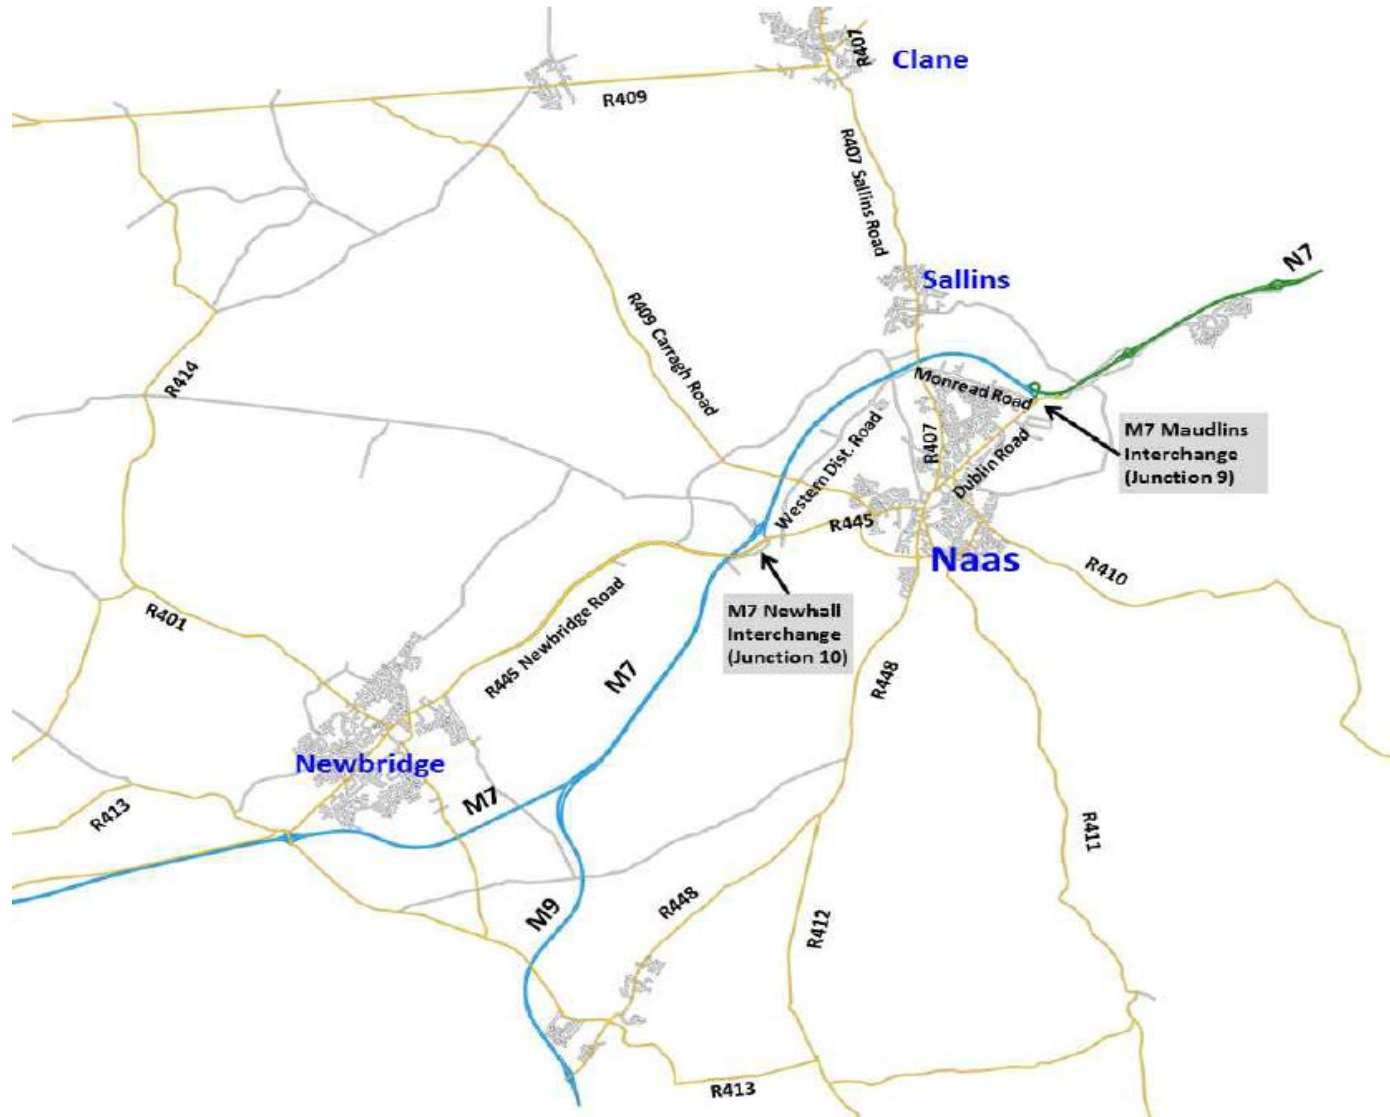 R407
Clane
R409
R407 Sallins Road
Sallins
N7
R409 Carragh Road
R414
Monread Road
M7 Maudlins
Interchange
(Junction 9)
R407
Dublin Road
Western Dist. Road
R445
Naas
R410
R401
R445 Newbridge Road
M7 Newhall
Interchange
(Junction 10)
M7
R448
Newbridge
M7
R413
R411
M9
R448
R412
R413